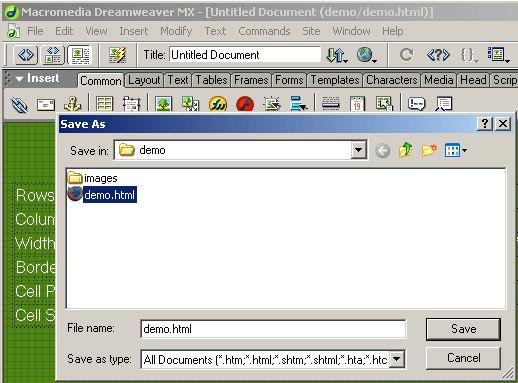 Macromedia Dreamweaver MX - [Untitled Document (demo/demo.html)]
File Edit View Insert Modify Text Commands Site Window Help
Title: Untitled Document
Insert Common Layout Text Tables Frames Forms Templates Characters Media Head Scrip
Save As
Save in: demo
images
demo.html
Rows
Colum
Width
Borde
Cell P
Cell S
File name: demo.html Save
Save as type: All Documents (*.htm;*.html;*.shtm;*.shtml;*.hta;*.htc Cancel